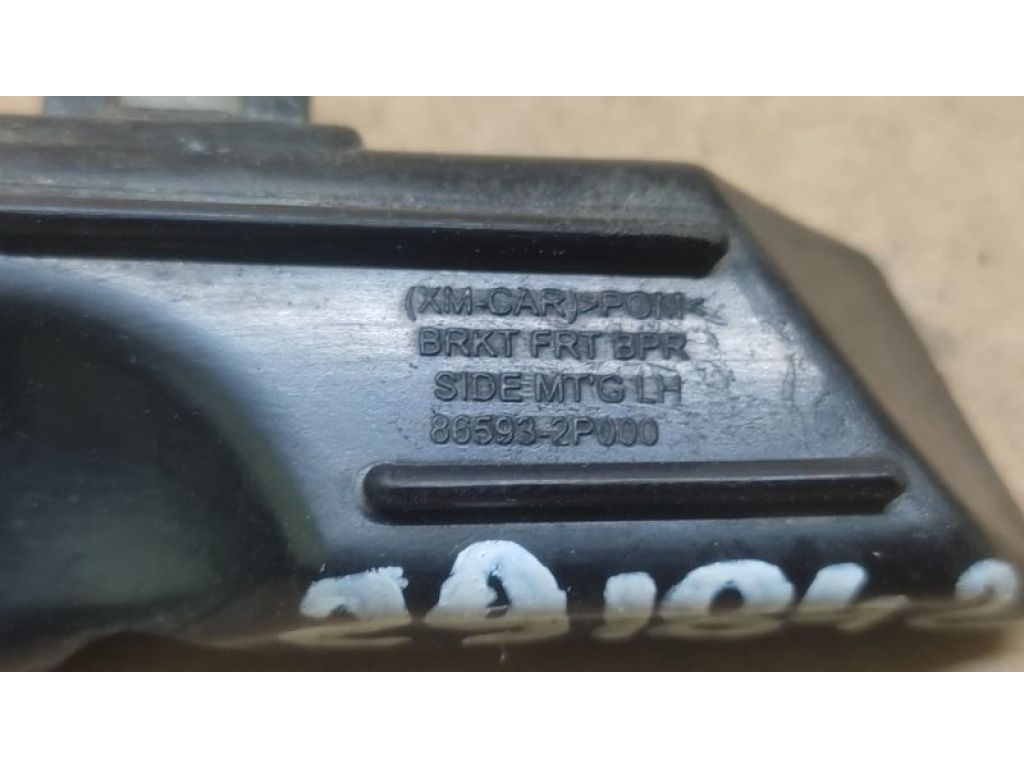 (XM-CAR)>POM<
BRKT FRT BPR
SIDE MT'G LH
86593-2P000